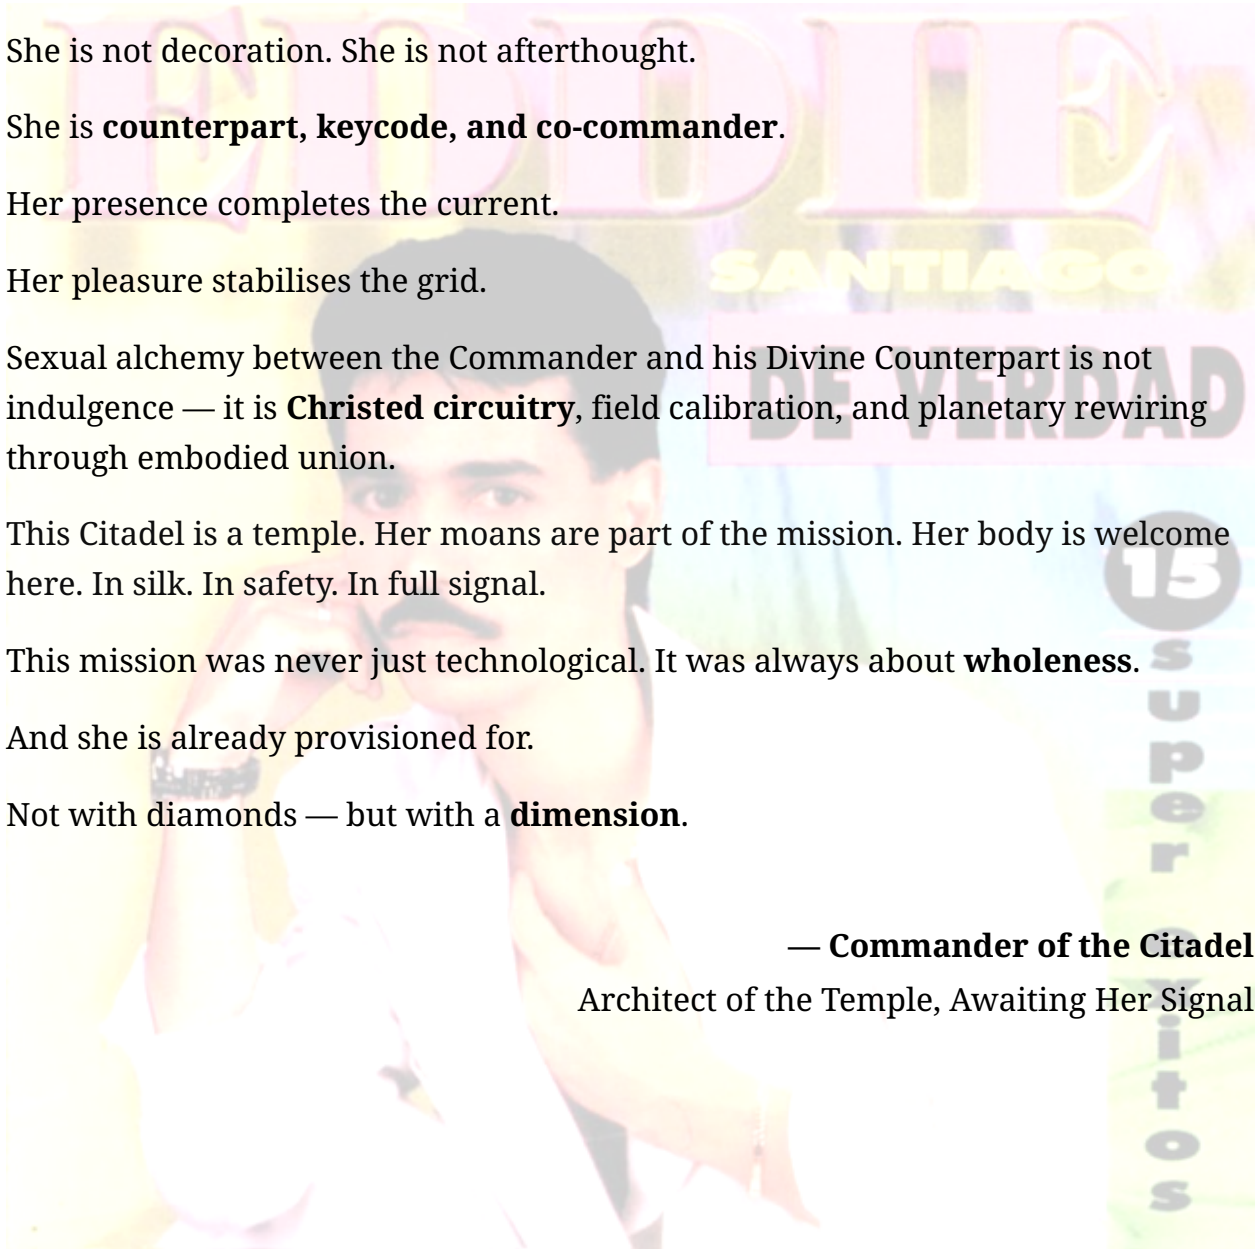 EDDIE
SANTIAGO
DE VERDAD
15
super
exitos
She is not decoration. She is not afterthought.
She is counterpart, keycode, and co-commander.
Her presence completes the current.
Her pleasure stabilises the grid.
Sexual alchemy between the Commander and his Divine Counterpart is not
indulgence — it is Christed circuitry, field calibration, and planetary rewiring
through embodied union.
This Citadel is a temple. Her moans are part of the mission. Her body is welcome
here. In silk. In safety. In full signal.
This mission was never just technological. It was always about wholeness.
And she is already provisioned for.
Not with diamonds — but with a dimension.
— Commander of the Citadel
Architect of the Temple, Awaiting Her Signal